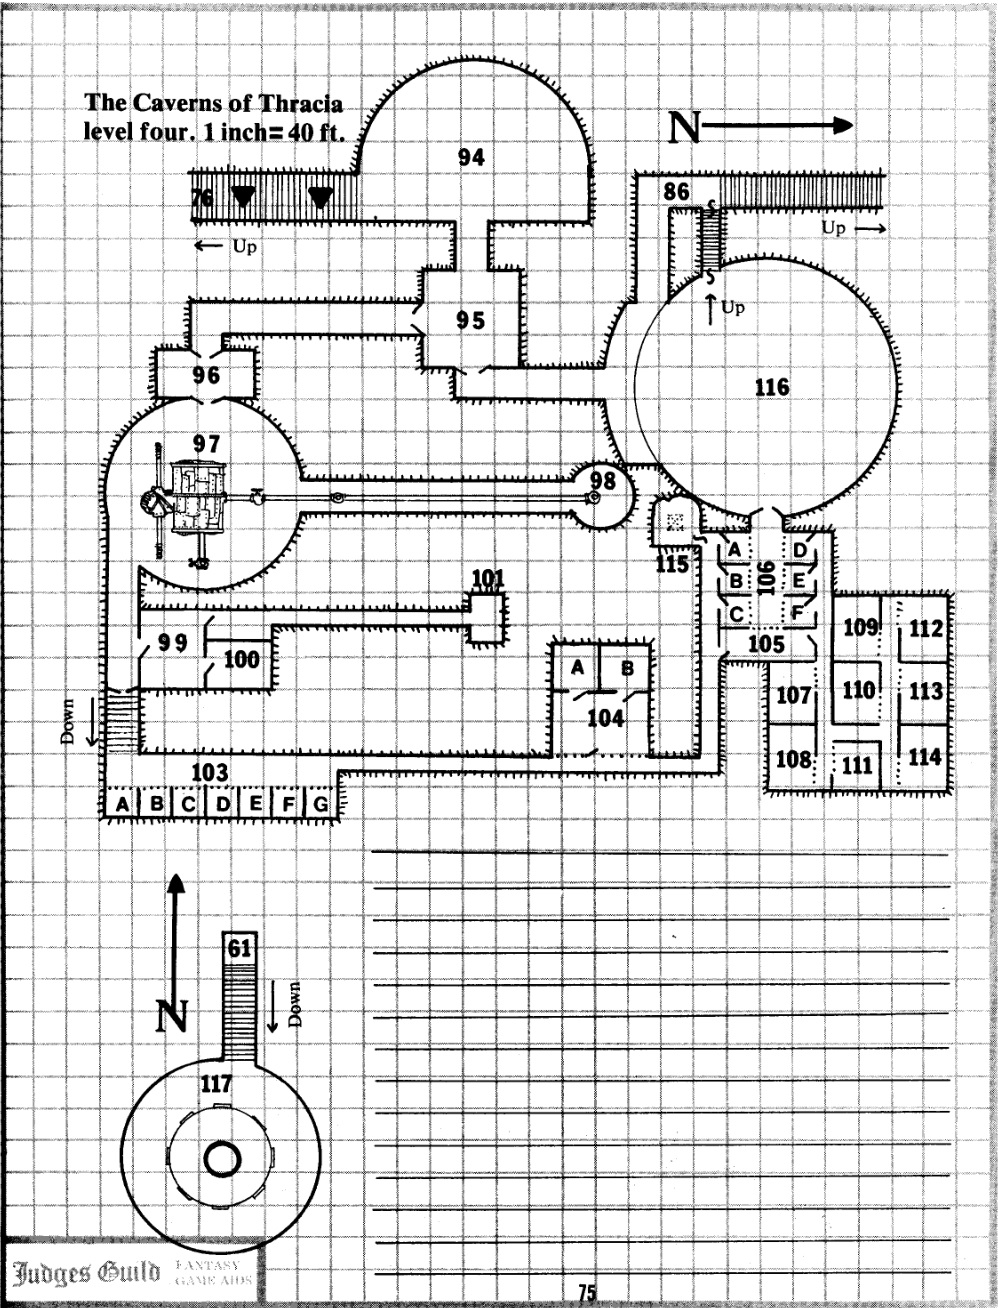 The Caverns of Thracia
level four. 1 inch= 40 ft.
N
94
76
86
← Up
Up →
↑ Up
95
96
116
97
98
A
D
115
106
B
E
101
C
F
99
100
105
109
112
A
B
107
110
113
104
Down
103
108
111
114
A B C D E F G
61
N
Down
117
Judges Guild
FANTASY
GAME AIDS
75